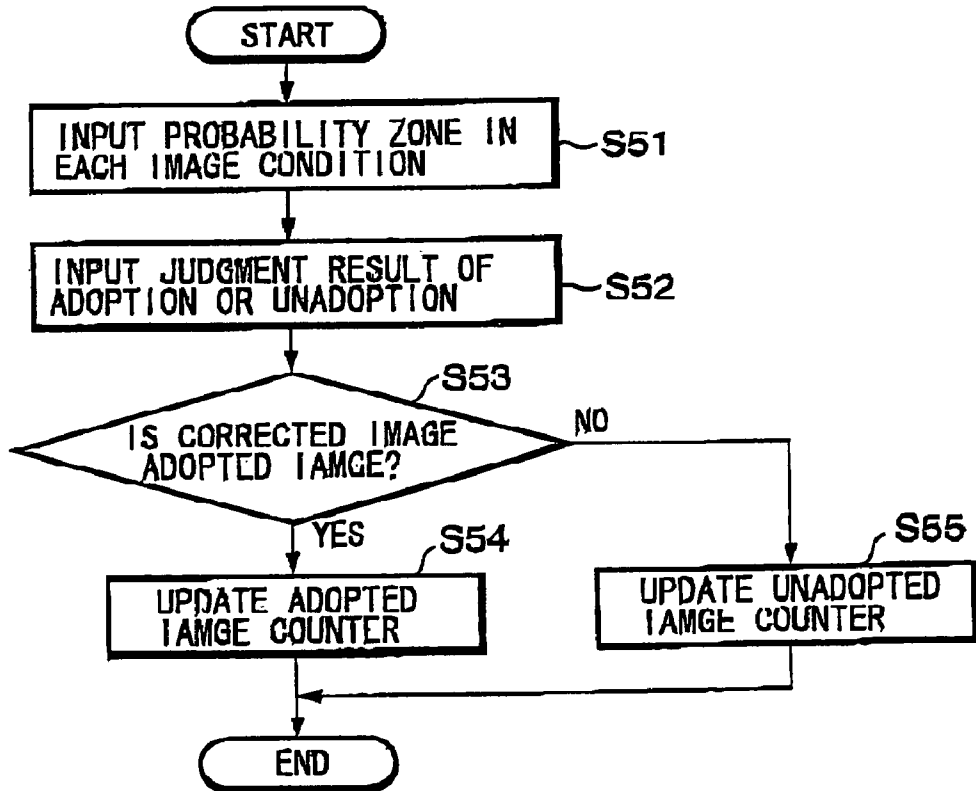 START
INPUT PROBABILITY ZONE IN
EACH IMAGE CONDITION
S51
INPUT JUDGMENT RESULT OF
ADOPTION OR UNADOPTION
S52
S53
IS CORRECTED IMAGE
ADOPTED IAMGE?
NO
YES
S54
UPDATE ADOPTED
IAMGE COUNTER
S55
UPDATE UNADOPTED
IAMGE COUNTER
END